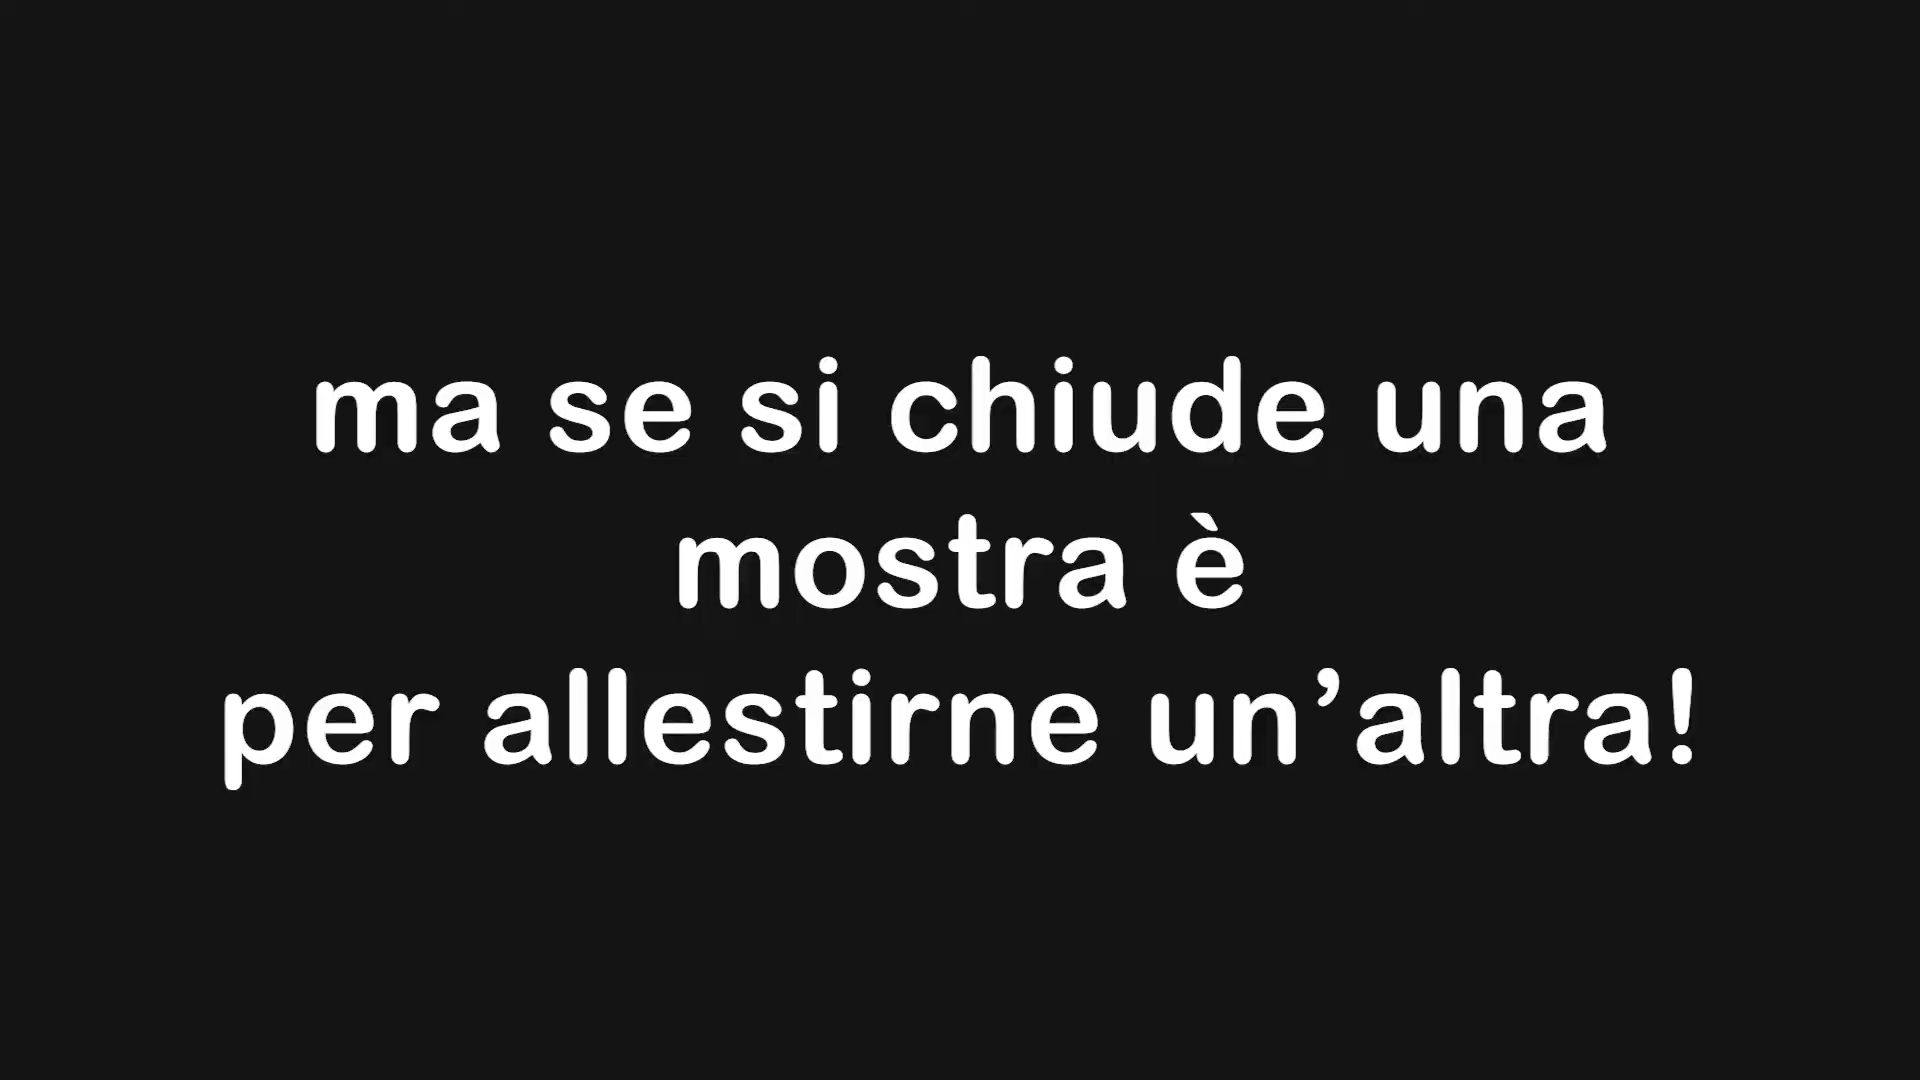 ma se si chiude una
mostra è
per allestirne un’altra!